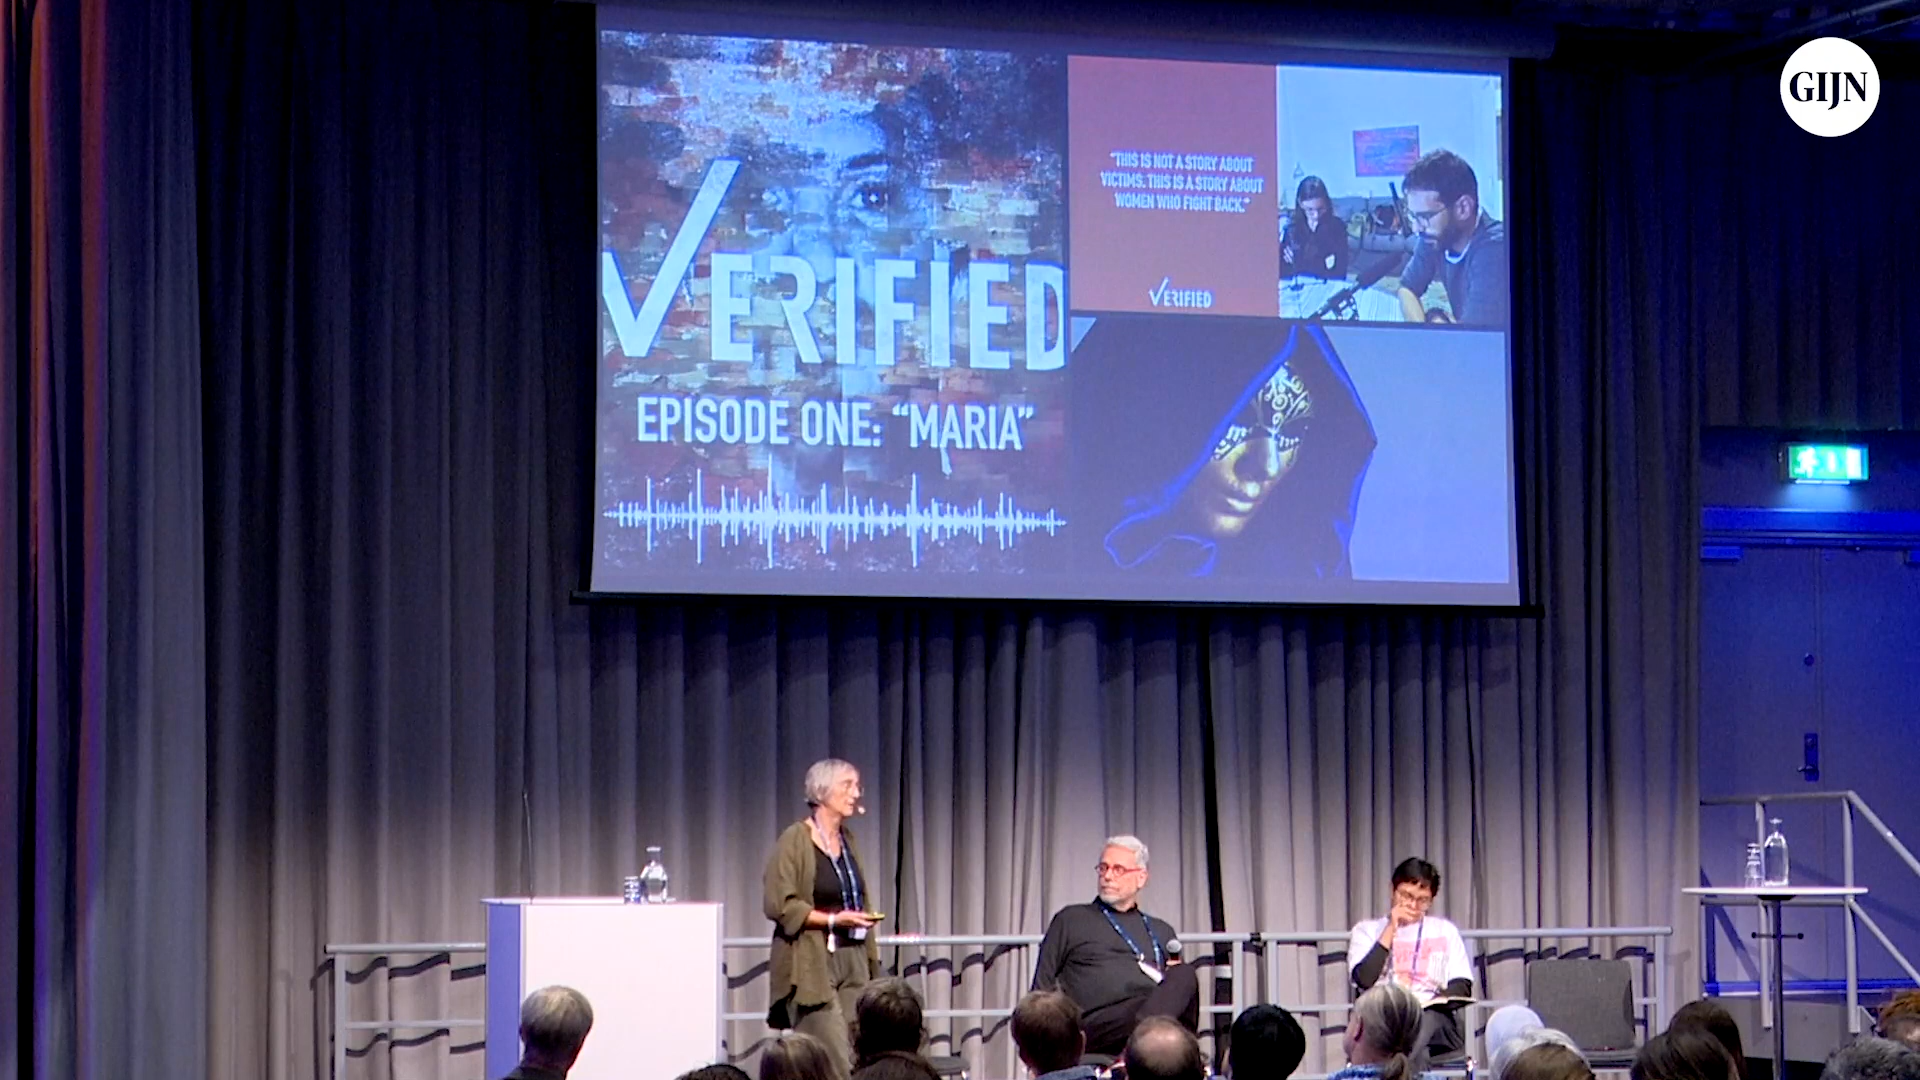 VERIFIED
EPISODE ONE: “MARIA”
“THIS IS NOT A STORY ABOUT
VICTIMS. THIS IS A STORY ABOUT
WOMEN WHO FIGHT BACK.”
VERIFIED
GIJN